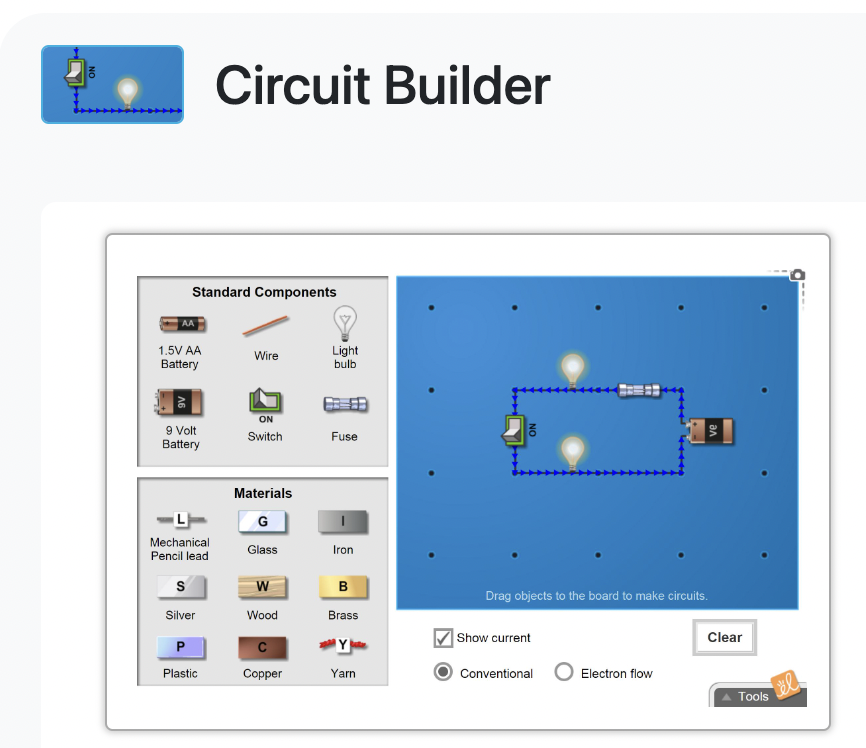 ON
Circuit Builder
Standard Components
AA
1.5V AA
Battery
Wire
Light
bulb
9V
9 Volt
Battery
ON
Switch
Fuse
Materials
L
Mechanical
Pencil lead
G
Glass
I
Iron
S
Silver
W
Wood
B
Brass
P
Plastic
C
Copper
Y
Yarn
ON
9V
Drag objects to the board to make circuits.
Show current
Clear
Conventional
Electron flow
Tools
el